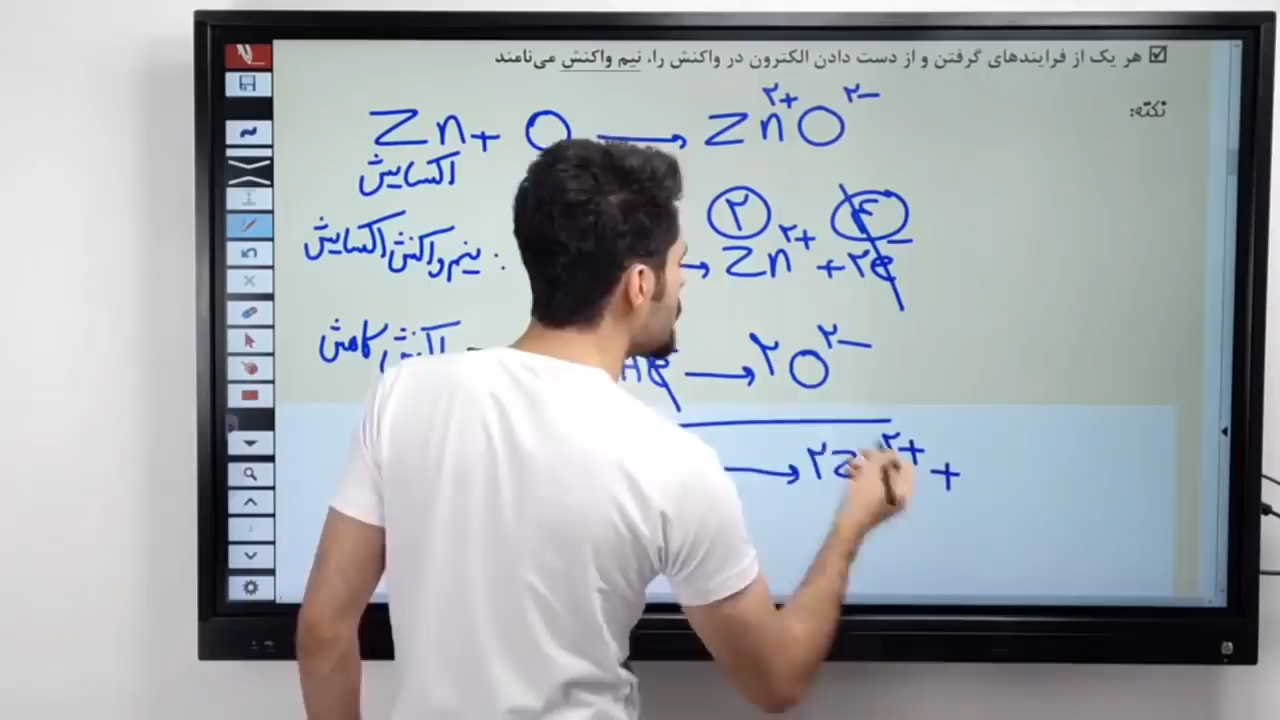 هر یک از فرایندهای گرفتن و از دست دادن الکترون در واکنش را، نیم واکنش می‌نامند
نکته:
Zn + O → Zn۲+ O۲−
اکسایش
۲
نیم واکنش اکسایش : → Zn۲+ + ۲e−
واکنش کاهش → ۲O۲−
→ ۲Zn۲+ +